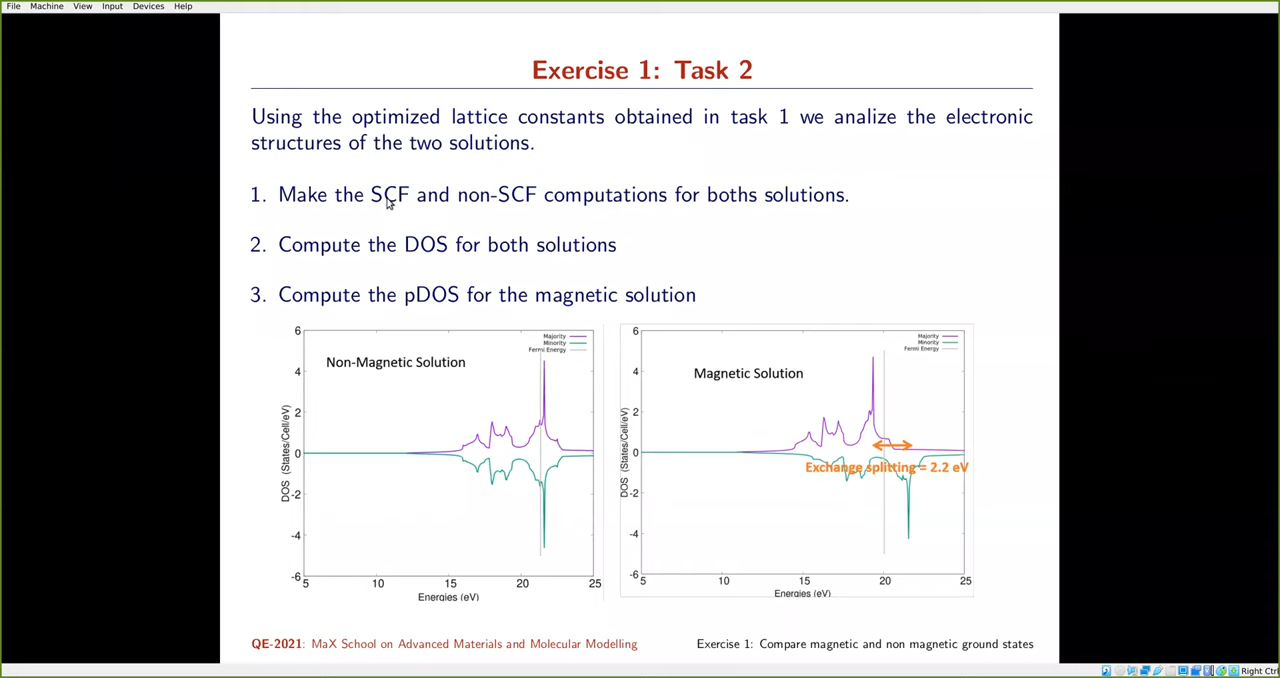 File Machine View Input Devices Help
Exercise 1: Task 2
Using the optimized lattice constants obtained in task 1 we analize the electronic
structures of the two solutions.
1. Make the SCF and non-SCF computations for boths solutions.
2. Compute the DOS for both solutions
3. Compute the pDOS for the magnetic solution
6
4
2
0
-2
-4
-6
DOS (States/Cell/eV)
Non-Magnetic Solution
Majority
Minority
Fermi Energy
5 10 15 20 25
Energies (eV)
6
4
2
0
-2
-4
-6
DOS (States/Cell/eV)
Magnetic Solution
Majority
Minority
Fermi Energy
Exchange splitting = 2.2 eV
5 10 15 20 25
Energies (eV)
QE-2021: MaX School on Advanced Materials and Molecular Modelling
Exercise 1: Compare magnetic and non magnetic ground states
Right Ctrl